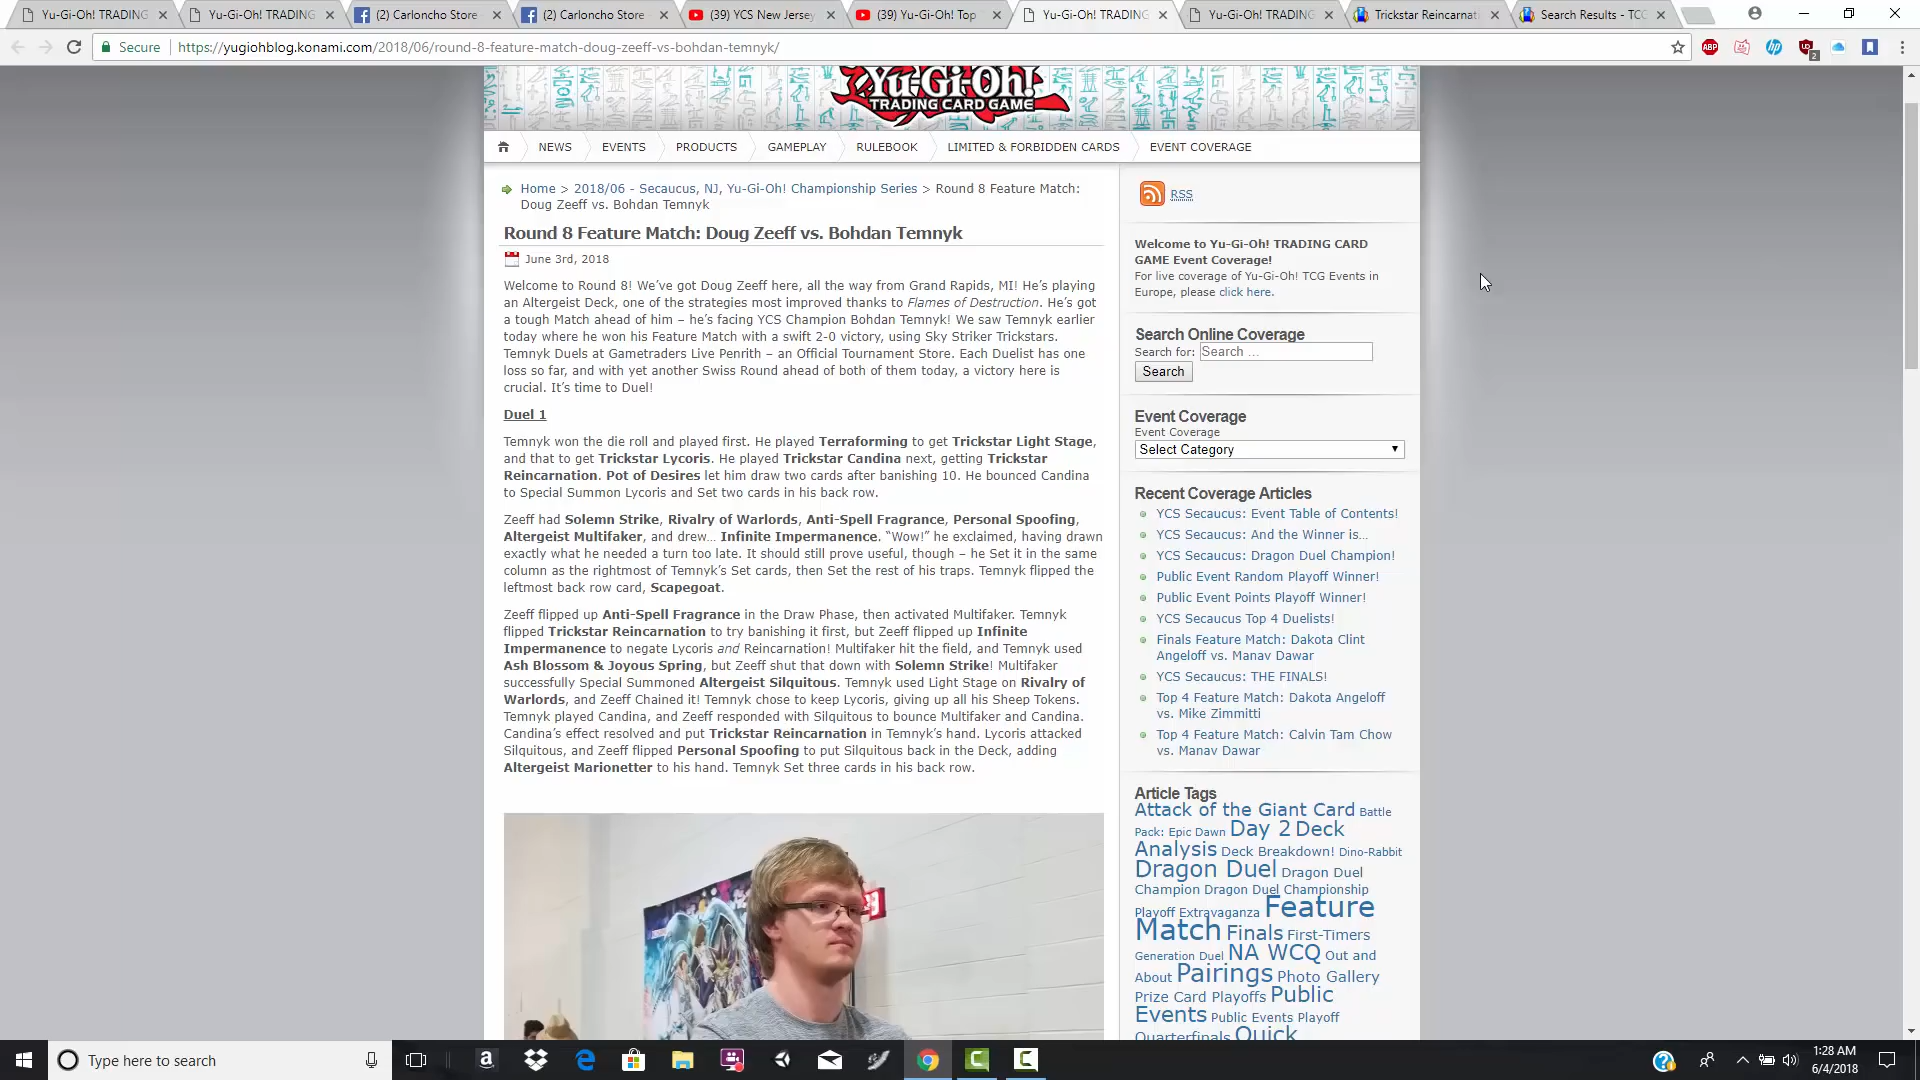 Yu-Gi-Oh! TRADING
Yu-Gi-Oh! TRADING
(2) Carloncho Store
(2) Carloncho Store
(39) YCS New Jersey
(39) Yu-Gi-Oh! Top
Yu-Gi-Oh! TRADING
Yu-Gi-Oh! TRADING
Trickstar Reincarnat
Search Results - TCG
Secure
https://yugiohblog.konami.com/2018/06/round-8-feature-match-doug-zeeff-vs-bohdan-temnyk/
ABP
hp
2
Yu-Gi-Oh!
TRADING CARD GAME
NEWS
EVENTS
PRODUCTS
GAMEPLAY
RULEBOOK
LIMITED & FORBIDDEN CARDS
EVENT COVERAGE
Home > 2018/06 - Secaucus, NJ, Yu-Gi-Oh! Championship Series > Round 8 Feature Match:
Doug Zeeff vs. Bohdan Temnyk
Round 8 Feature Match: Doug Zeeff vs. Bohdan Temnyk
June 3rd, 2018
Welcome to Round 8! We've got Doug Zeeff here, all the way from Grand Rapids, MI! He's playing
an Altergeist Deck, one of the strategies most improved thanks to Flames of Destruction. He's got
a tough Match ahead of him – he's facing YCS Champion Bohdan Temnyk! We saw Temnyk earlier
today where he won his Feature Match with a swift 2-0 victory, using Sky Striker Trickstars.
Temnyk Duels at Gametraders Live Penrith – an Official Tournament Store. Each Duelist has one
loss so far, and with yet another Swiss Round ahead of both of them today, a victory here is
crucial. It's time to Duel!
Duel 1
Temnyk won the die roll and played first. He played Terraforming to get Trickstar Light Stage,
and that to get Trickstar Lycoris. He played Trickstar Candina next, getting Trickstar
Reincarnation. Pot of Desires let him draw two cards after banishing 10. He bounced Candina
to Special Summon Lycoris and Set two cards in his back row.
Zeeff had Solemn Strike, Rivalry of Warlords, Anti-Spell Fragrance, Personal Spoofing,
Altergeist Multifaker, and drew… Infinite Impermanence. “Wow!” he exclaimed, having drawn
exactly what he needed a turn too late. It should still prove useful, though – he Set it in the same
column as the rightmost of Temnyk's Set cards, then Set the rest of his traps. Temnyk flipped the
leftmost back row card, Scapegoat.
Zeeff flipped up Anti-Spell Fragrance in the Draw Phase, then activated Multifaker. Temnyk
flipped Trickstar Reincarnation to try banishing it first, but Zeeff flipped up Infinite
Impermanence to negate Lycoris and Reincarnation! Multifaker hit the field, and Temnyk used
Ash Blossom & Joyous Spring, but Zeeff shut that down with Solemn Strike! Multifaker
successfully Special Summoned Altergeist Silquitous. Temnyk used Light Stage on Rivalry of
Warlords, and Zeeff Chained it! Temnyk chose to keep Lycoris, giving up all his Sheep Tokens.
Temnyk played Candina, and Zeeff responded with Silquitous to bounce Multifaker and Candina.
Candina's effect resolved and put Trickstar Reincarnation in Temnyk's hand. Lycoris attacked
Silquitous, and Zeeff flipped Personal Spoofing to put Silquitous back in the Deck, adding
Altergeist Marionetter to his hand. Temnyk Set three cards in his back row.
RSS
Welcome to Yu-Gi-Oh! TRADING CARD
GAME Event Coverage!
For live coverage of Yu-Gi-Oh! TCG Events in
Europe, please click here.
Search Online Coverage
Search for: Search …
Search
Event Coverage
Event Coverage
Select Category
Recent Coverage Articles
YCS Secaucus: Event Table of Contents!
YCS Secaucus: And the Winner is…
YCS Secaucus: Dragon Duel Champion!
Public Event Random Playoff Winner!
Public Event Points Playoff Winner!
YCS Secaucus Top 4 Duelists!
Finals Feature Match: Dakota Clint
Angeloff vs. Manav Dawar
YCS Secaucus: THE FINALS!
Top 4 Feature Match: Dakota Angeloff
vs. Mike Zimmitti
Top 4 Feature Match: Calvin Tam Chow
vs. Manav Dawar
Article Tags
Attack of the Giant Card Battle
Pack: Epic Dawn Day 2 Deck
Analysis Deck Breakdown! Dino-Rabbit
Dragon Duel Dragon Duel
Champion Dragon Duel Championship
Playoff Extravaganza Feature
Match Finals First-Timers
Generation Duel NA WCQ Out and
About Pairings Photo Gallery
Prize Card Playoffs Public
Events Public Events Playoff
Quarterfinals Quick
Type here to search
1:28 AM
6/4/2018